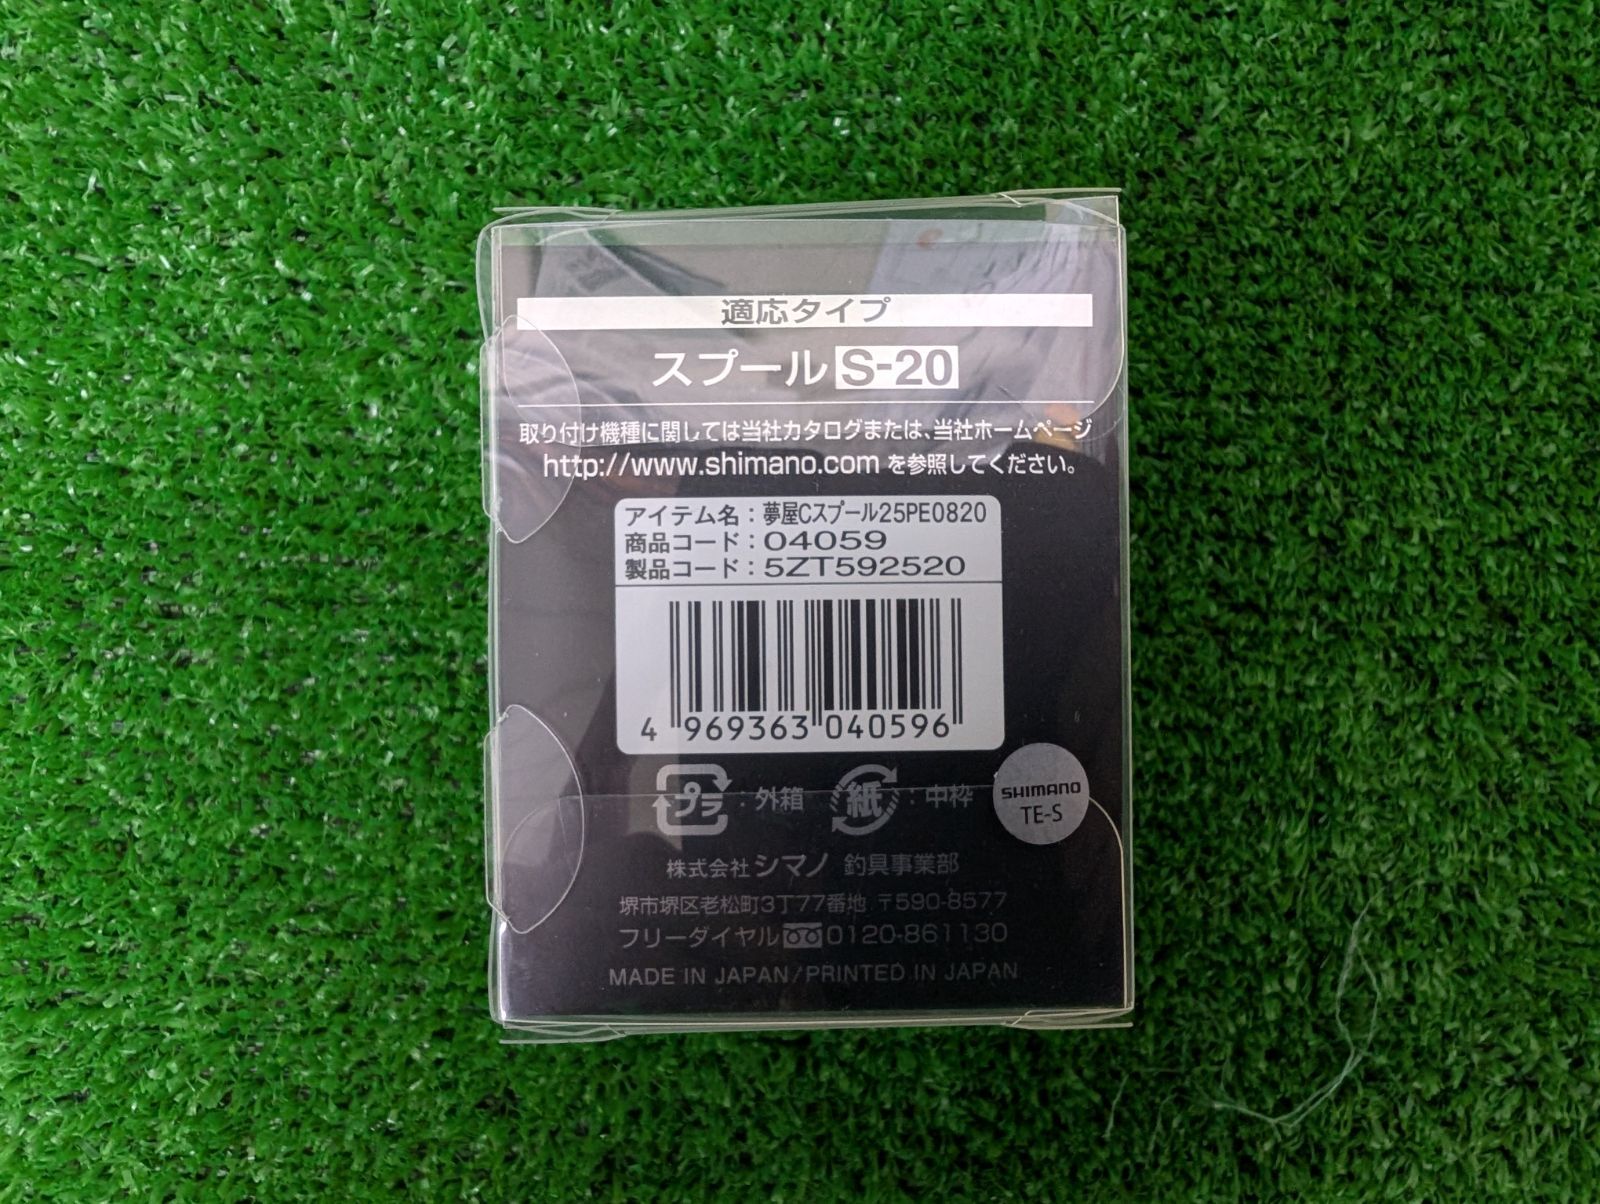 適応タイプ
スプール S-20
取り付け機種に関しては当社カタログまたは、当社ホームページ
http://www.shimano.com を参照してください。
アイテム名：夢屋Cスプール25PE0820
商品コード：04059
製品コード：5ZT592520
4 969363 040596
プラ：外箱 紙：中枠
SHIMANO
TE-S
株式会社シマノ 釣具事業部
堺市堺区老松町3丁77番地 〒590-8577
フリーダイヤル 0120-861130
MADE IN JAPAN/PRINTED IN JAPAN